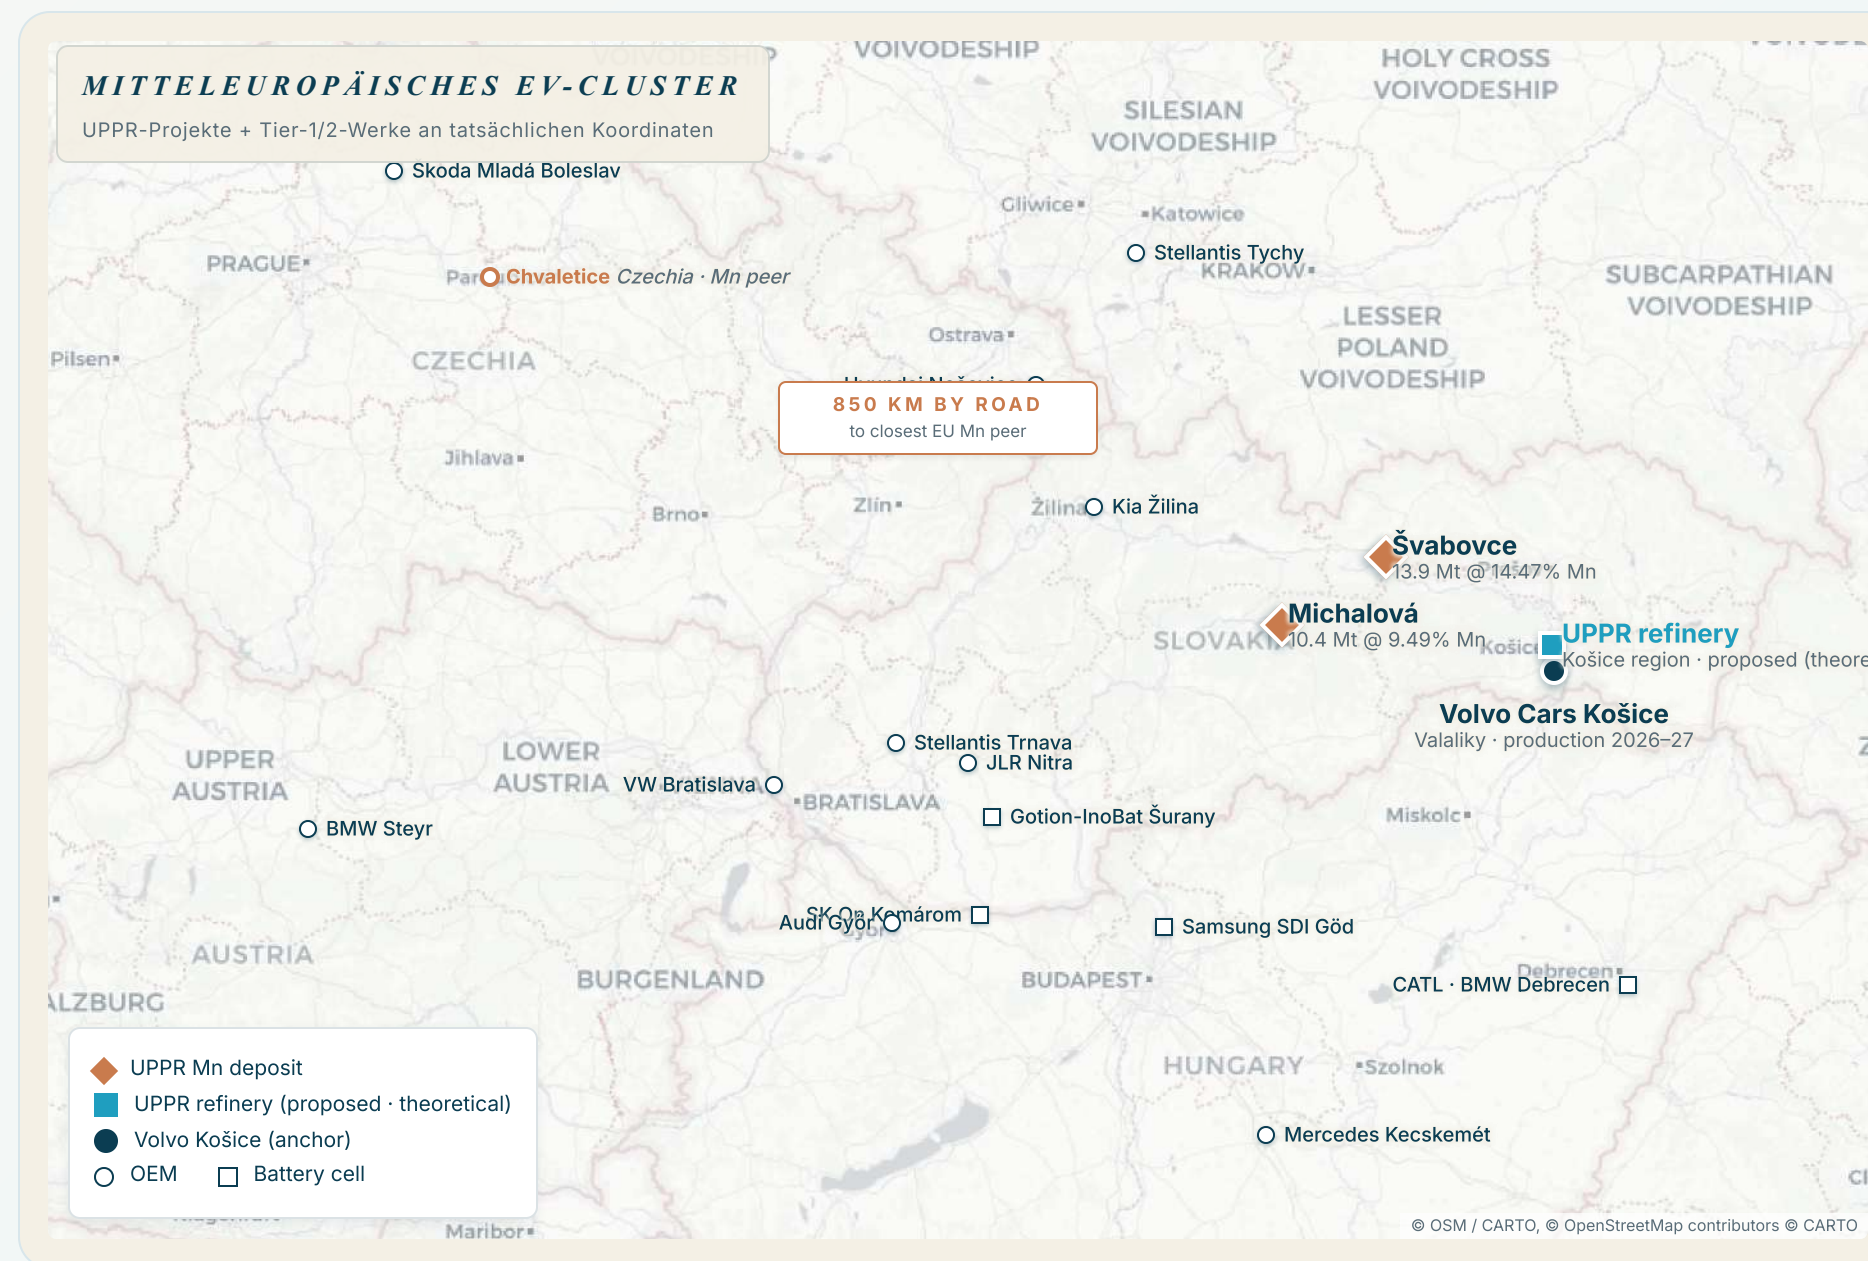 VOIVODESHIP
VOIVODESHIP
HOLY CROSS
VOIVODESHIP
MITTELEUROPÄISCHES EV-CLUSTER
UPPR-Projekte + Tier-1/2-Werke an tatsächlichen Koordinaten
SILESIAN
VOIVODESHIP
Škoda Mladá Boleslav
Gliwice
Katowice
Stellantis Tychy
KRAKOW
PRAGUE
Chvaletice Czechia · Mn peer
SUBCARPATHIAN
VOIVODESHIP
LESSER
POLAND
VOIVODESHIP
Ostrava
Pilsen
CZECHIA
Hyundai Nošovice
850 KM BY ROAD
to closest EU Mn peer
Jihlava
Brno
Zlín
Žilina
Kia Žilina
Švabovce
13.9 Mt @ 14.47% Mn
Michalová
10.4 Mt @ 9.49% Mn
SLOVAKI
Košice
UPPR refinery
Košice region · proposed (theore
Volvo Cars Košice
Valaliky · production 2026–27
Stellantis Trnava
JLR Nitra
UPPER
AUSTRIA
LOWER
AUSTRIA
VW Bratislava
BRATISLAVA
Gotion-InoBat Šurany
Miskolc
BMW Steyr
SK On Komárom
Audi Győr
Samsung SDI Göd
AUSTRIA
BURGENLAND
BUDAPEST
Debrecen
CATL · BMW Debrecen
ALZBURG
HUNGARY
Szolnok
Mercedes Kecskemét
UPPR Mn deposit
UPPR refinery (proposed · theoretical)
Volvo Košice (anchor)
OEM
Battery cell
Maribor
© OSM / CARTO, © OpenStreetMap contributors © CARTO